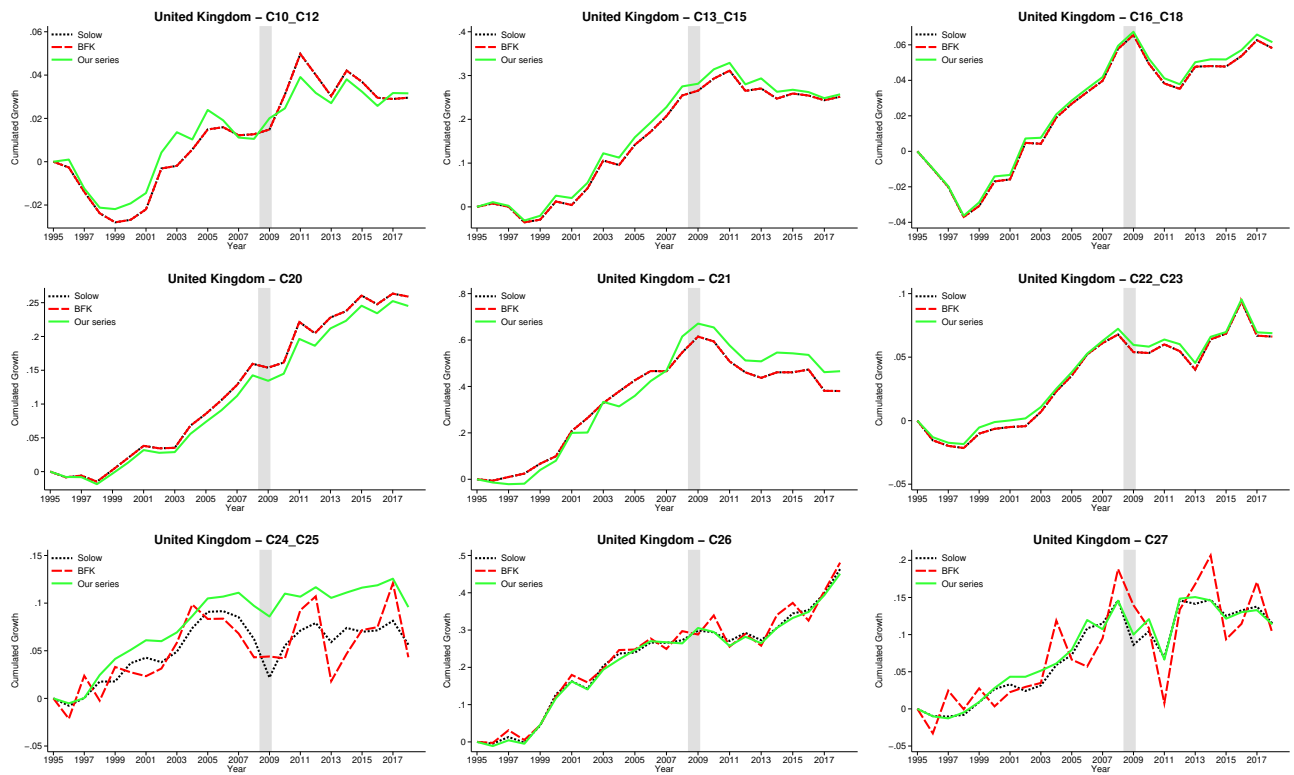 United Kingdom − C10_C12
Solow
BFK
Our series
Cumulated Growth
.06
.04
.02
0
−.02
1995 1997 1999 2001 2003 2005 2007 2009 2011 2013 2015 2017
Year
United Kingdom − C13_C15
Solow
BFK
Our series
Cumulated Growth
.4
.3
.2
.1
0
1995 1997 1999 2001 2003 2005 2007 2009 2011 2013 2015 2017
Year
United Kingdom − C16_C18
Solow
BFK
Our series
Cumulated Growth
.06
.04
.02
0
−.02
−.04
1995 1997 1999 2001 2003 2005 2007 2009 2011 2013 2015 2017
Year
United Kingdom − C20
Solow
BFK
Our series
Cumulated Growth
.25
.2
.15
.1
.05
0
1995 1997 1999 2001 2003 2005 2007 2009 2011 2013 2015 2017
Year
United Kingdom − C21
Solow
BFK
Our series
Cumulated Growth
.8
.6
.4
.2
0
1995 1997 1999 2001 2003 2005 2007 2009 2011 2013 2015 2017
Year
United Kingdom − C22_C23
Solow
BFK
Our series
Cumulated Growth
.1
.05
0
−.05
1995 1997 1999 2001 2003 2005 2007 2009 2011 2013 2015 2017
Year
United Kingdom − C24_C25
Solow
BFK
Our series
Cumulated Growth
.15
.1
.05
0
−.05
1995 1997 1999 2001 2003 2005 2007 2009 2011 2013 2015 2017
Year
United Kingdom − C26
Solow
BFK
Our series
Cumulated Growth
.5
.4
.3
.2
.1
0
1995 1997 1999 2001 2003 2005 2007 2009 2011 2013 2015 2017
Year
United Kingdom − C27
Solow
BFK
Our series
Cumulated Growth
.2
.15
.1
.05
0
−.05
1995 1997 1999 2001 2003 2005 2007 2009 2011 2013 2015 2017
Year